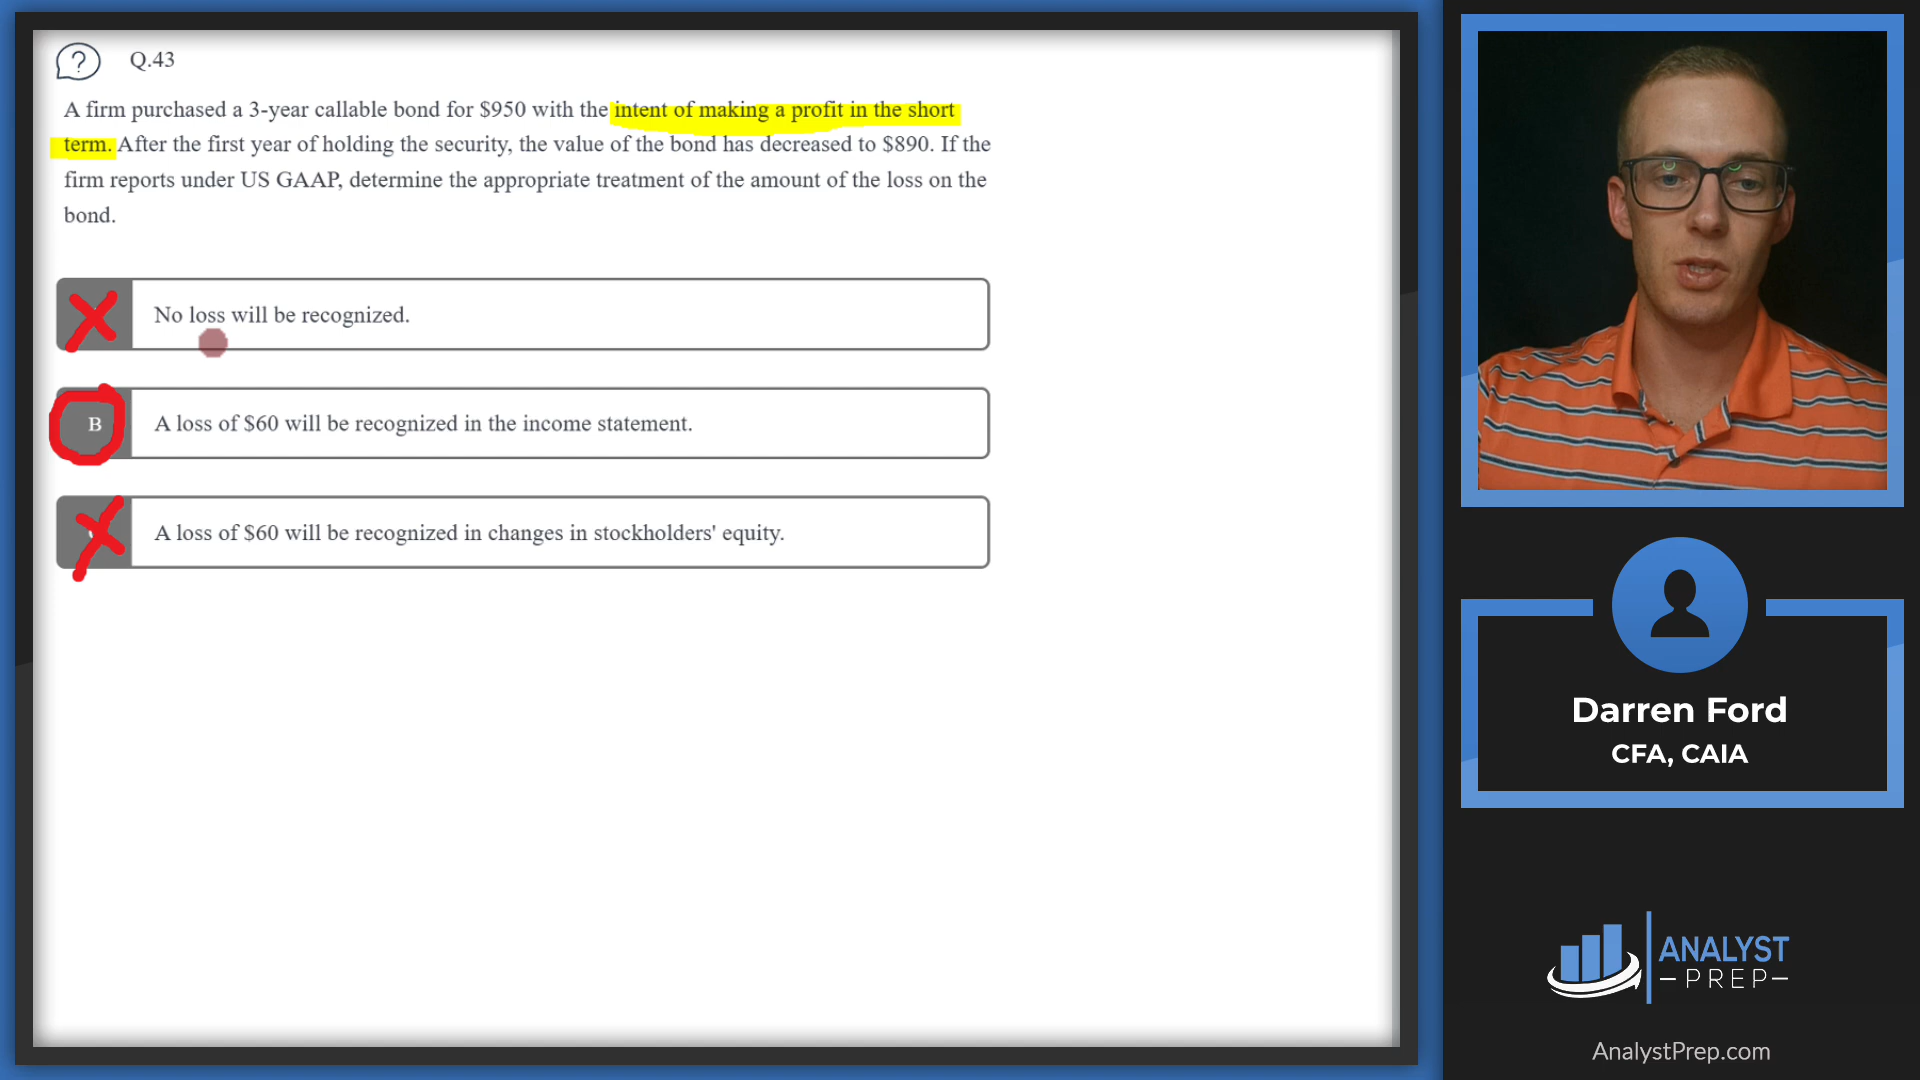 ?
Q.43
A firm purchased a 3-year callable bond for $950 with the intent of making a profit in the short
term. After the first year of holding the security, the value of the bond has decreased to $890. If the
firm reports under US GAAP, determine the appropriate treatment of the amount of the loss on the
bond.
No loss will be recognized.
B
A loss of $60 will be recognized in the income statement.
A loss of $60 will be recognized in changes in stockholders' equity.
Darren Ford
CFA, CAIA
ANALYST
PREP
AnalystPrep.com